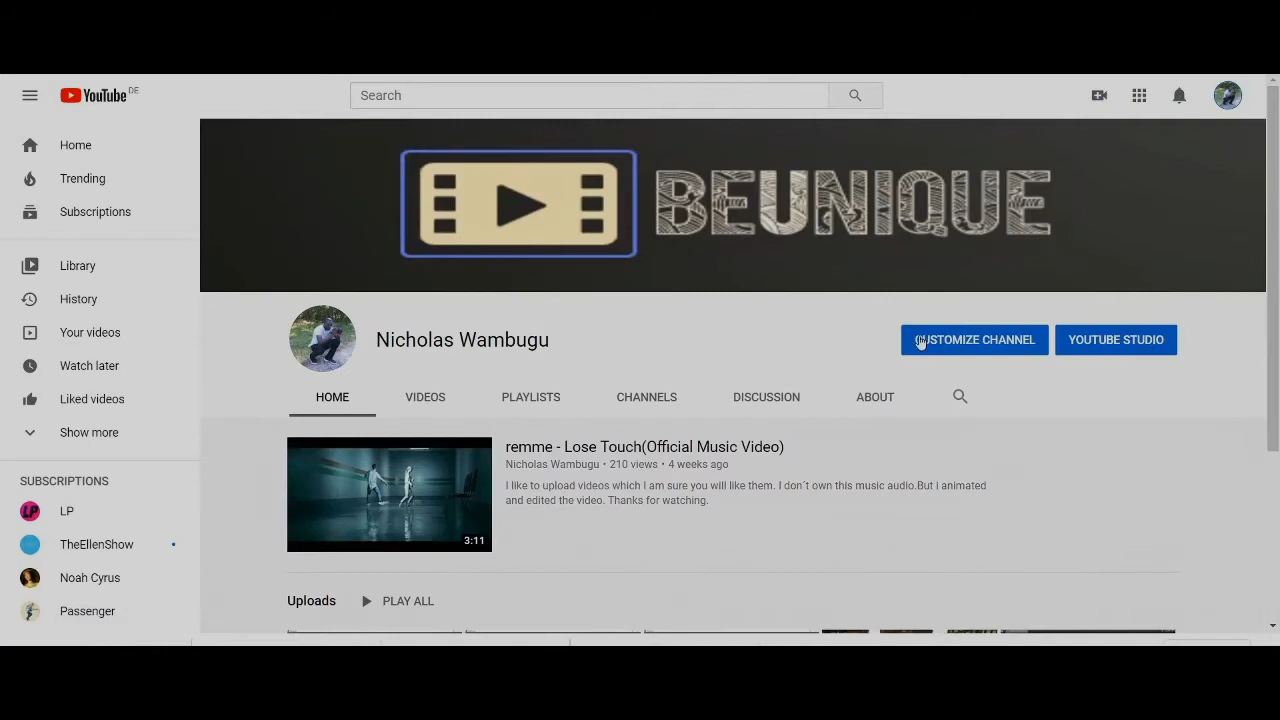 YouTube DE
Search
Home
Trending
Subscriptions
Library
History
Your videos
Watch later
Liked videos
Show more
SUBSCRIPTIONS
LP
TheEllenShow
Noah Cyrus
Passenger
BEUNIQUE
Nicholas Wambugu
CUSTOMIZE CHANNEL
YOUTUBE STUDIO
HOME
VIDEOS
PLAYLISTS
CHANNELS
DISCUSSION
ABOUT
3:11
remme - Lose Touch(Official Music Video)
Nicholas Wambugu • 210 views • 4 weeks ago
I like to upload videos which I am sure you will like them. I don´t own this music audio.But I animated
and edited the video. Thanks for watching.
Uploads
PLAY ALL